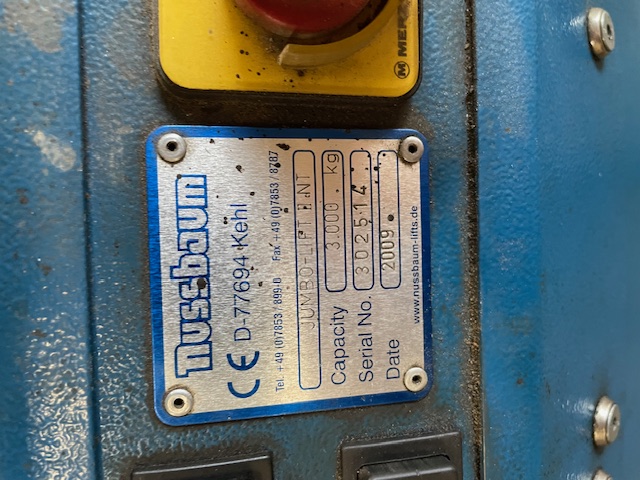 MERZ
Nussbaum
CE D-77694 Kehl
Tel. +49 (0)7853 / 899-0 Fax +49 (0)7853 / 8787
JUMBO-LIFT NT
Capacity 3.000 kg
Serial No. 302514
Date 2009
www.nussbaum-lifts.de